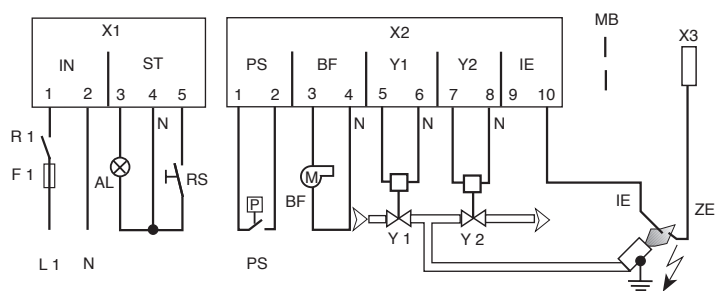 X1
X2
MB
X3
IN
ST
PS
BF
Y1
Y2
IE
1
2
3
4
5
1
2
3
4
5
6
7
8
9
10
N
N
N
N
R 1
F 1
AL
RS
M
P
BF
IE
ZE
Y 1
Y 2
L 1
N
PS